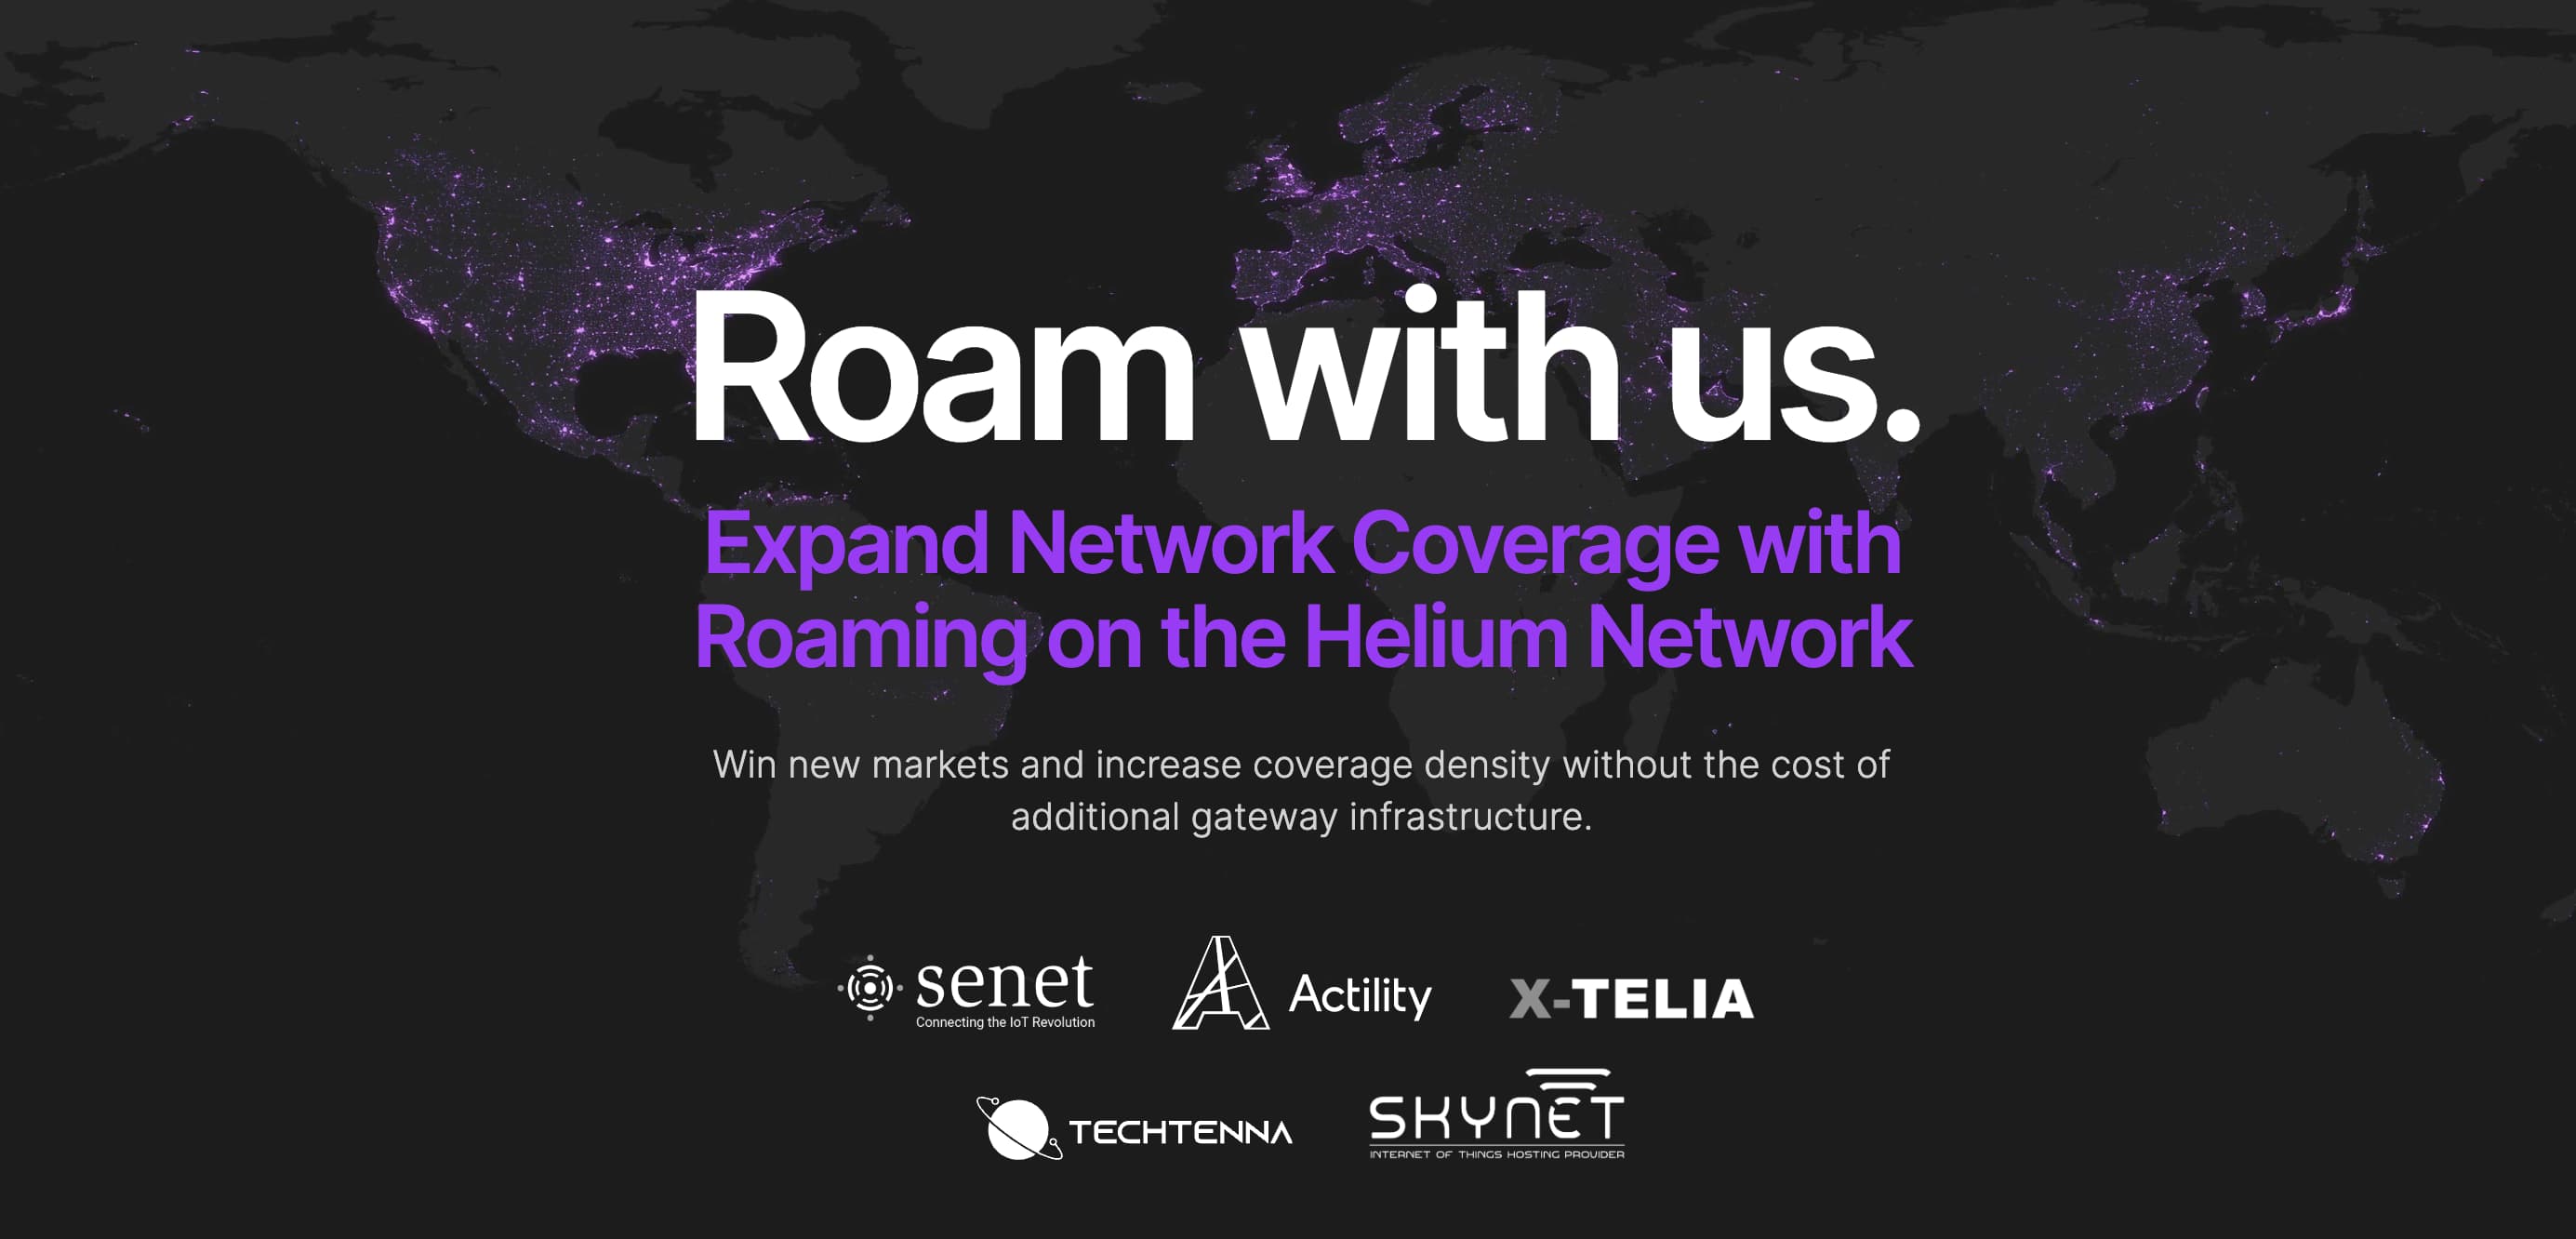 Roam with us.
Expand Network Coverage with
Roaming on the Helium Network
Win new markets and increase coverage density without the cost of
additional gateway infrastructure.
senet
Connecting the IoT Revolution
Actility
X-TELIA
TECHTENNA
SKYNET
INTERNET OF THINGS HOSTING PROVIDER